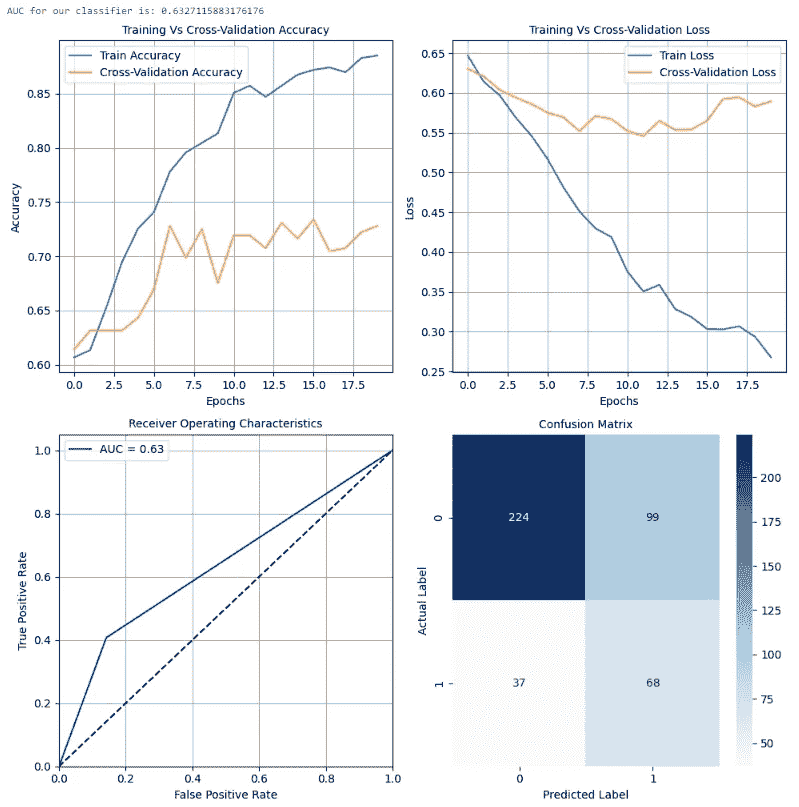 AUC for our classifier is: 0.6327115883176176
Training Vs Cross-Validation Accuracy
Train Accuracy
Cross-Validation Accuracy
0.85
0.80
0.75
0.70
0.65
0.60
Accuracy
0.0 2.5 5.0 7.5 10.0 12.5 15.0 17.5
Epochs
Training Vs Cross-Validation Loss
Train Loss
Cross-Validation Loss
0.65
0.60
0.55
0.50
0.45
0.40
0.35
0.30
0.25
Loss
0.0 2.5 5.0 7.5 10.0 12.5 15.0 17.5
Epochs
Receiver Operating Characteristics
AUC = 0.63
1.0
0.8
0.6
0.4
0.2
0.0
True Positive Rate
0.0 0.2 0.4 0.6 0.8 1.0
False Positive Rate
Confusion Matrix
0
224 99
1
37 68
Actual Label
0 1
Predicted Label
200
175
150
125
100
75
50